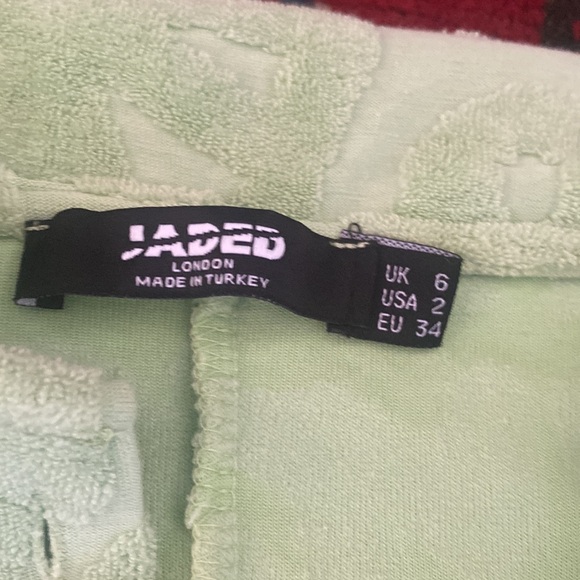 JADED
LONDON
MADE IN TURKEY
UK 6
USA 2
EU 34